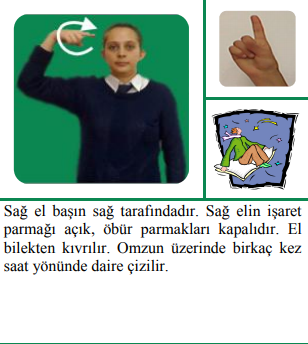 Sağ el başın sağ tarafındadır. Sağ elin işaret
parmağı açık, öbür parmakları kapalıdır. El
bilekten kıvrılır. Omzun üzerinde birkaç kez
saat yönünde daire çizilir.